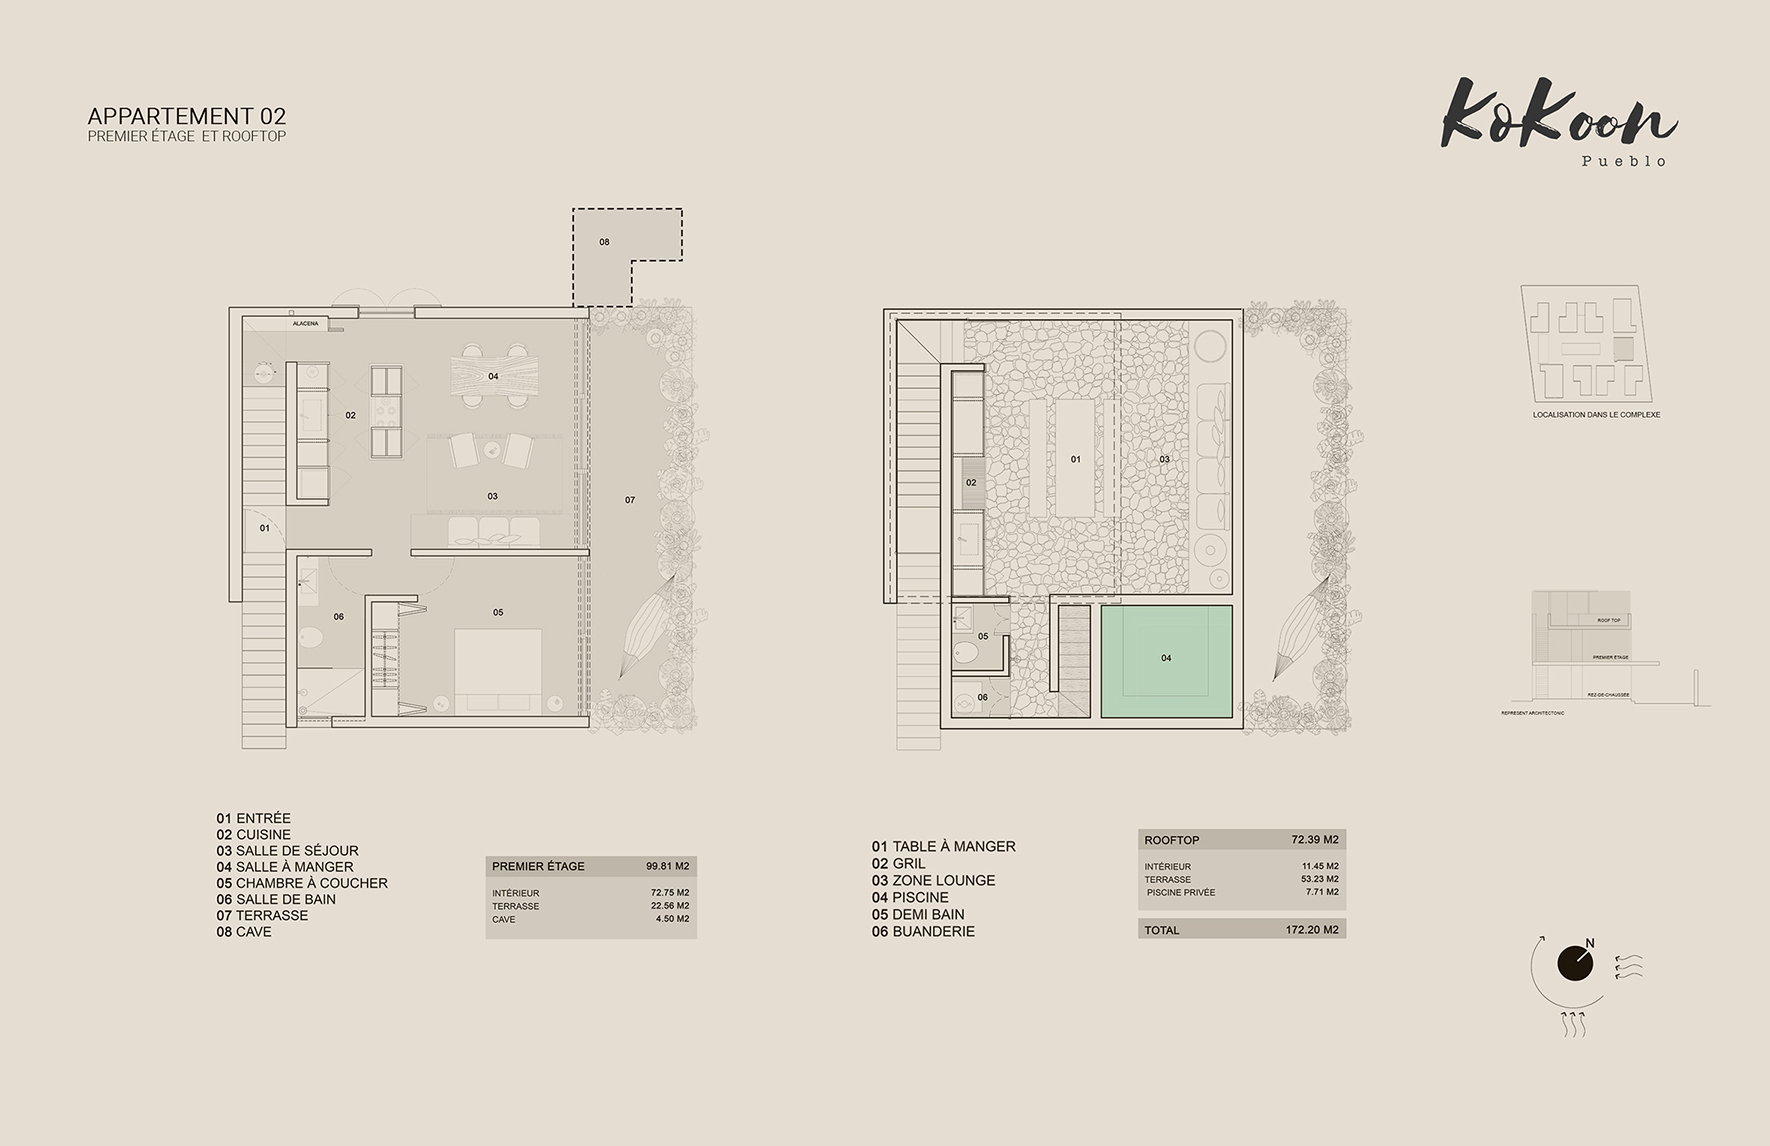 APPARTEMENT 02
PREMIER ÉTAGE ET ROOFTOP
KoKoon
Pueblo
08
ALACENA
04
02
03
07
01
06
05
01
03
02
05
04
06
LOCALISATION DANS LE COMPLEXE
ROOF TOP
PREMIER ÉTAGE
REZ-DE-CHAUSSÉE
REPRESENT ARCHITECTONIC
01 ENTRÉE
02 CUISINE
03 SALLE DE SÉJOUR
04 SALLE À MANGER
05 CHAMBRE À COUCHER
06 SALLE DE BAIN
07 TERRASSE
08 CAVE
PREMIER ÉTAGE 99.81 M2
INTÉRIEUR 72.75 M2
TERRASSE 22.56 M2
CAVE 4.50 M2
01 TABLE À MANGER
02 GRIL
03 ZONE LOUNGE
04 PISCINE
05 DEMI BAIN
06 BUANDERIE
ROOFTOP 72.39 M2
INTÉRIEUR 11.45 M2
TERRASSE 53.23 M2
PISCINE PRIVÉE 7.71 M2
TOTAL 172.20 M2
N